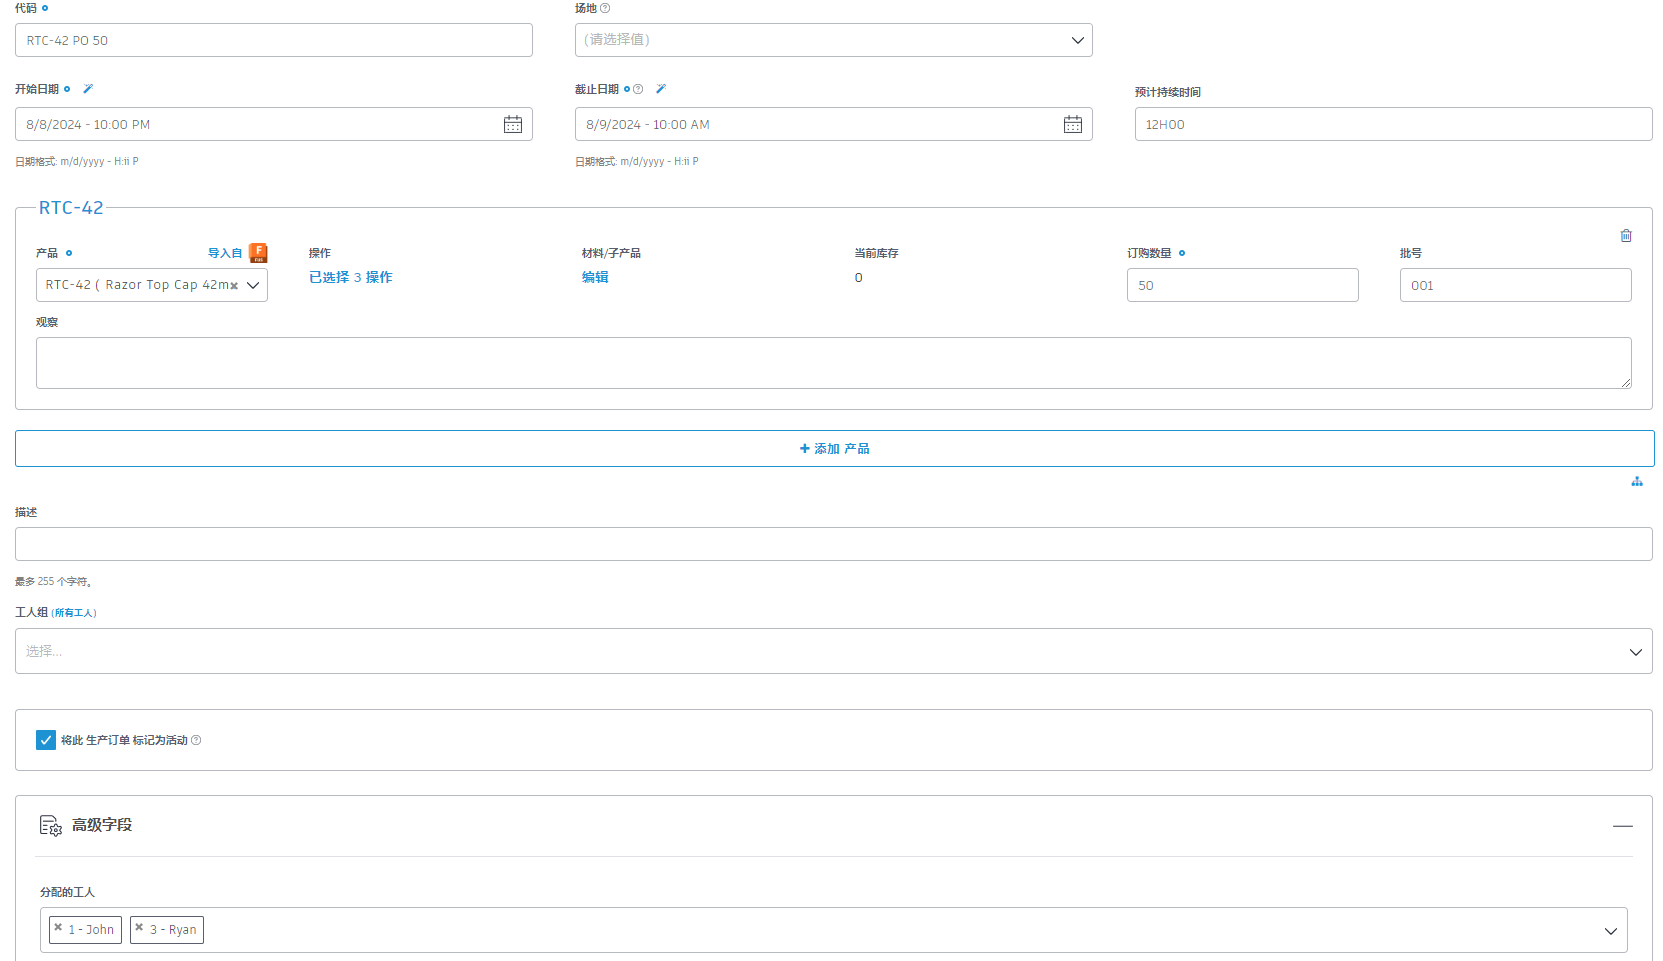 代码
场地
RTC-42 PO 50
(请选择值)
开始日期
截止日期
预计持续时间
8/8/2024 - 10:00 PM
8/9/2024 - 10:00 AM
12H00
日期格式: m/d/yyyy - H:ii P
日期格式: m/d/yyyy - H:ii P
RTC-42
产品
导入自
操作
材料/子产品
当前库存
订购数量
批号
RTC-42 ( Razor Top Cap 42m
已选择 3 操作
编辑
0
50
001
观察
+ 添加 产品
描述
最多 255 个字符。
工人组 (所有工人)
选择...
将此 生产订单 标记为活动
高级字段
分配的工人
1 - John
3 - Ryan